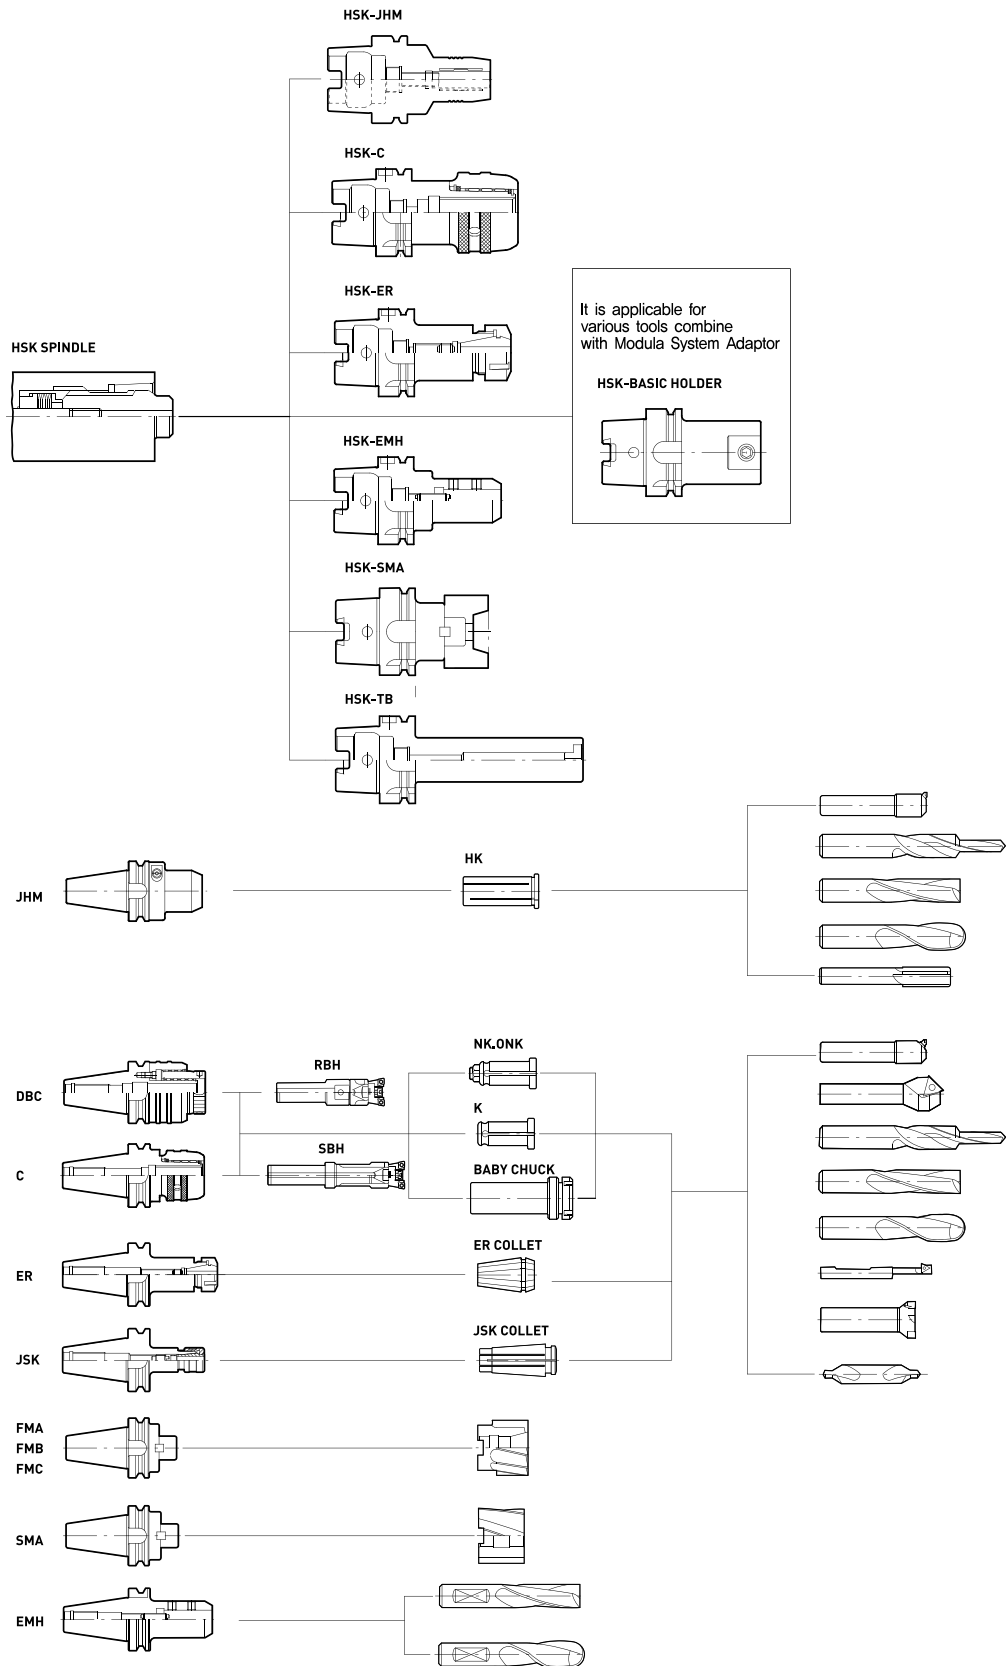 HSK-JHM
HSK-C
HSK-ER
HSK SPINDLE
It is applicable for
various tools combine
with Modula System Adaptor
HSK-BASIC HOLDER
HSK-EMH
HSK-SMA
HSK-TB
JHM
HK
DBC
RBH
NK.ONK
K
C
SBH
BABY CHUCK
ER
ER COLLET
JSK
JSK COLLET
FMA
FMB
FMC
SMA
EMH